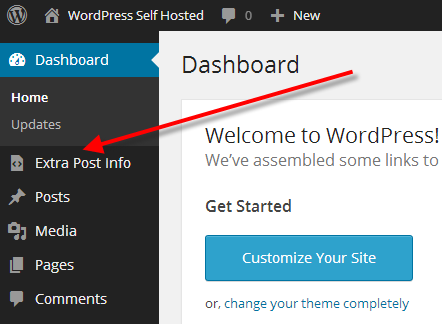 WordPress Self Hosted 0 + New
Dashboard
Home
Updates
Extra Post Info
Posts
Media
Pages
Comments
Dashboard
Welcome to WordPress!
We've assembled some links to
Get Started
Customize Your Site
or, change your theme completely